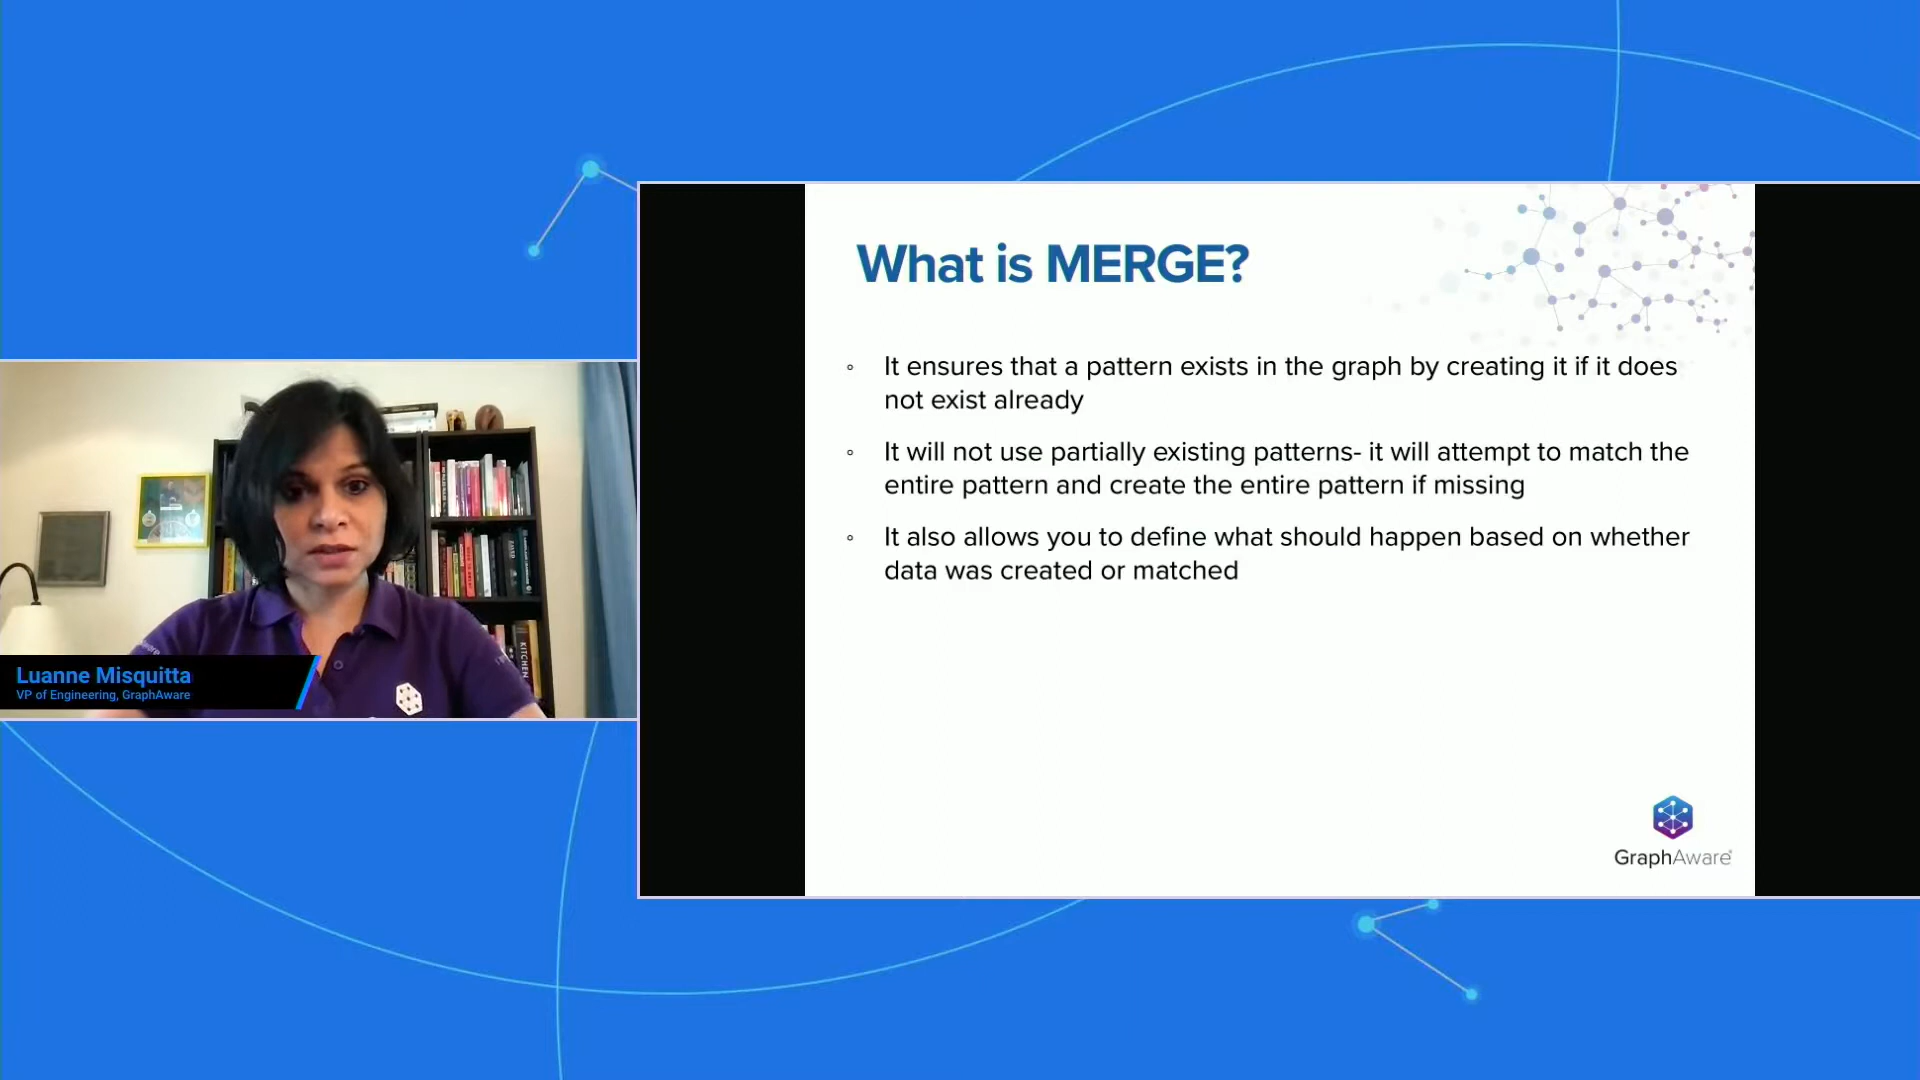 What is MERGE?
◦ It ensures that a pattern exists in the graph by creating it if it does
not exist already
◦ It will not use partially existing patterns- it will attempt to match the
entire pattern and create the entire pattern if missing
◦ It also allows you to define what should happen based on whether
data was created or matched
GraphAware
Luanne Misquitta
VP of Engineering, GraphAware
KITCHEN